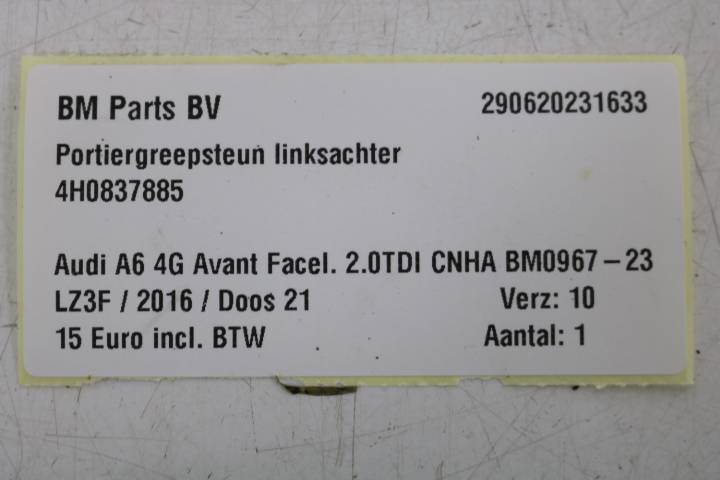 BM Parts BV 290620231633
Portiergreepsteun linksachter
4H0837885
Audi A6 4G Avant Facel. 2.0TDI CNHA BM0967-23
LZ3F / 2016 / Doos 21 Verz: 10
15 Euro incl. BTW Aantal: 1